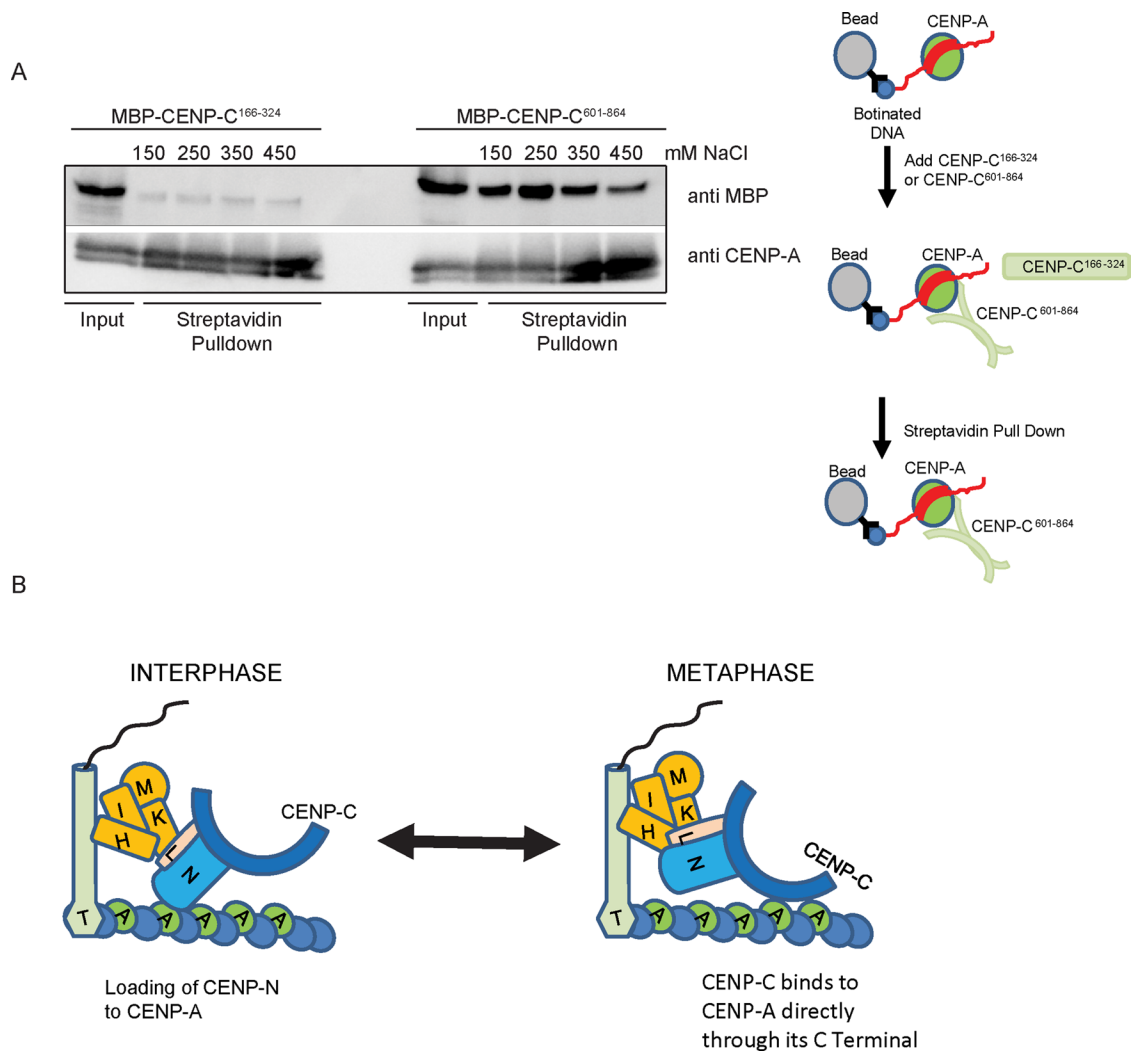 A
MBP-CENP-C166-324
MBP-CENP-C601-864
150 250 350 450
150 250 350 450
mM NaCl
anti MBP
anti CENP-A
Input
Streptavidin
Pulldown
Input
Streptavidin
Pulldown
Bead
CENP-A
Botinated
DNA
Add CENP-C166-324
or CENP-C601-864
Bead
CENP-A
CENP-C166-324
CENP-C601-864
Streptavidin Pull Down
Bead
CENP-A
CENP-C601-864
B
INTERPHASE
M
I
K
H
L
N
CENP-C
T
A
A
A
A
A
Loading of CENP-N
to CENP-A
METAPHASE
M
I
K
H
L
N
CENP-C
T
A
A
A
A
A
CENP-C binds to
CENP-A directly
through its C Terminal